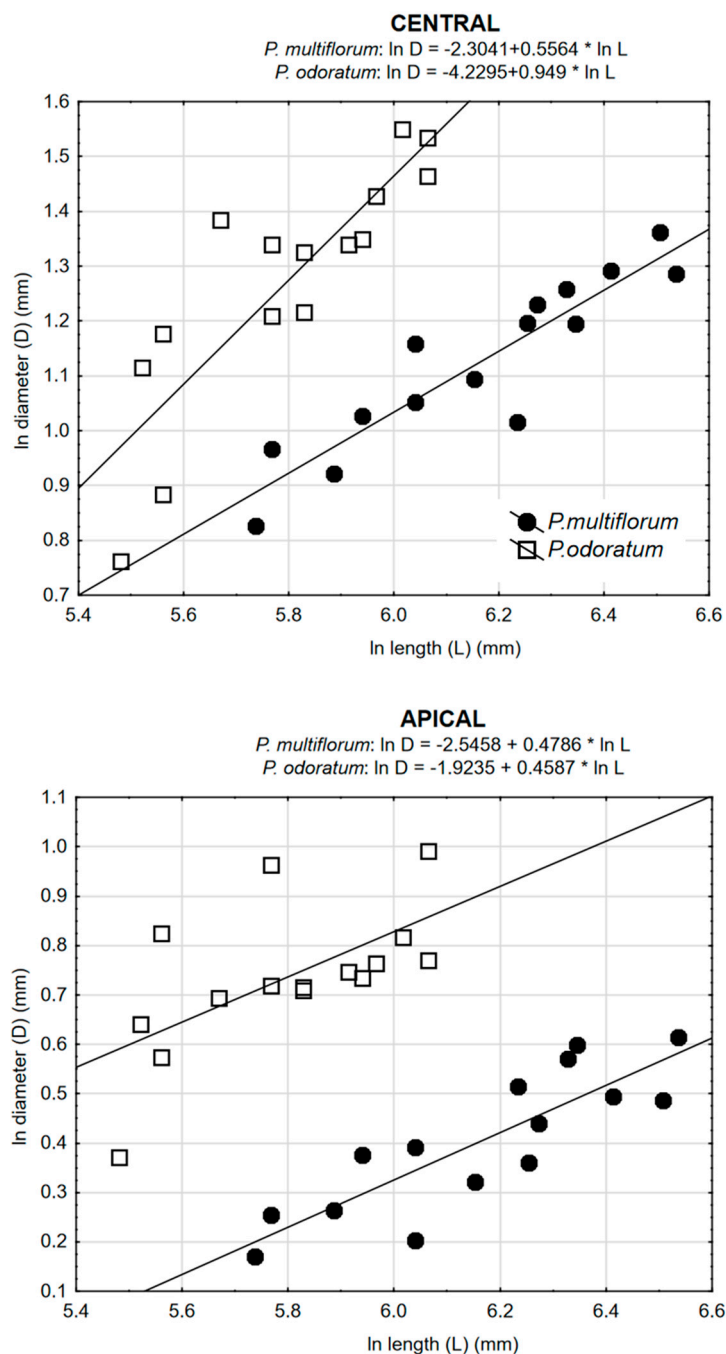 CENTRAL
P. multiflorum: ln D = -2.3041+0.5564 * ln L
P. odoratum: ln D = -4.2295+0.949 * ln L
1.6
1.5
1.4
1.3
1.2
1.1
1.0
0.9
0.8
0.7
ln diameter (D) (mm)
P.multiflorum
P.odoratum
5.4 5.6 5.8 6.0 6.2 6.4 6.6
ln length (L) (mm)
APICAL
P. multiflorum: ln D = -2.5458 + 0.4786 * ln L
P. odoratum: ln D = -1.9235 + 0.4587 * ln L
1.1
1.0
0.9
0.8
0.7
0.6
0.5
0.4
0.3
0.2
0.1
ln diameter (D) (mm)
5.4 5.6 5.8 6.0 6.2 6.4 6.6
ln length (L) (mm)